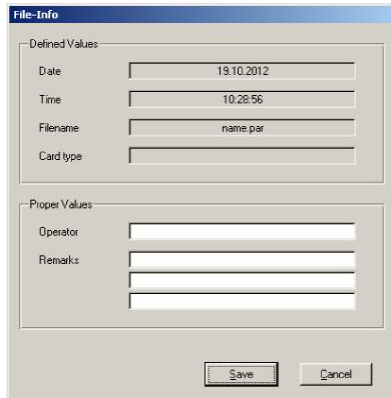 File-Info
Defined Values
Date 19.10.2012
Time 10:28:56
Filename name.par
Card type
Proper Values
Operator
Remarks
Save Cancel